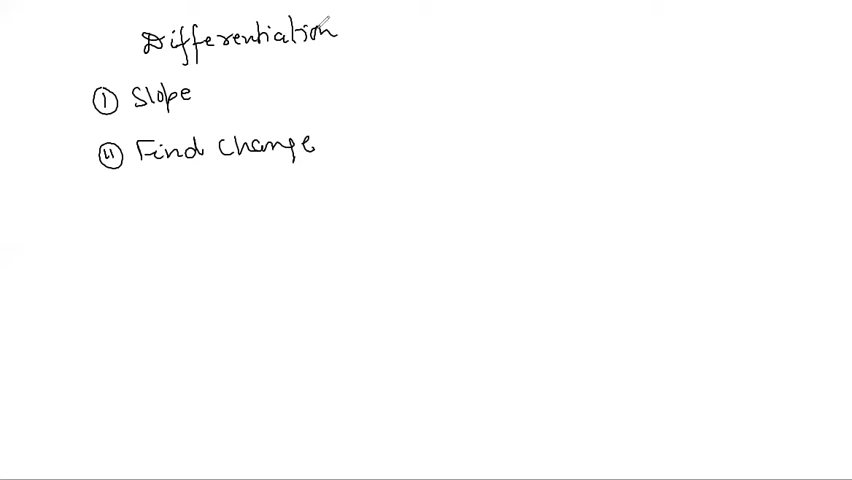 Differentiation
① Slope
② Find change